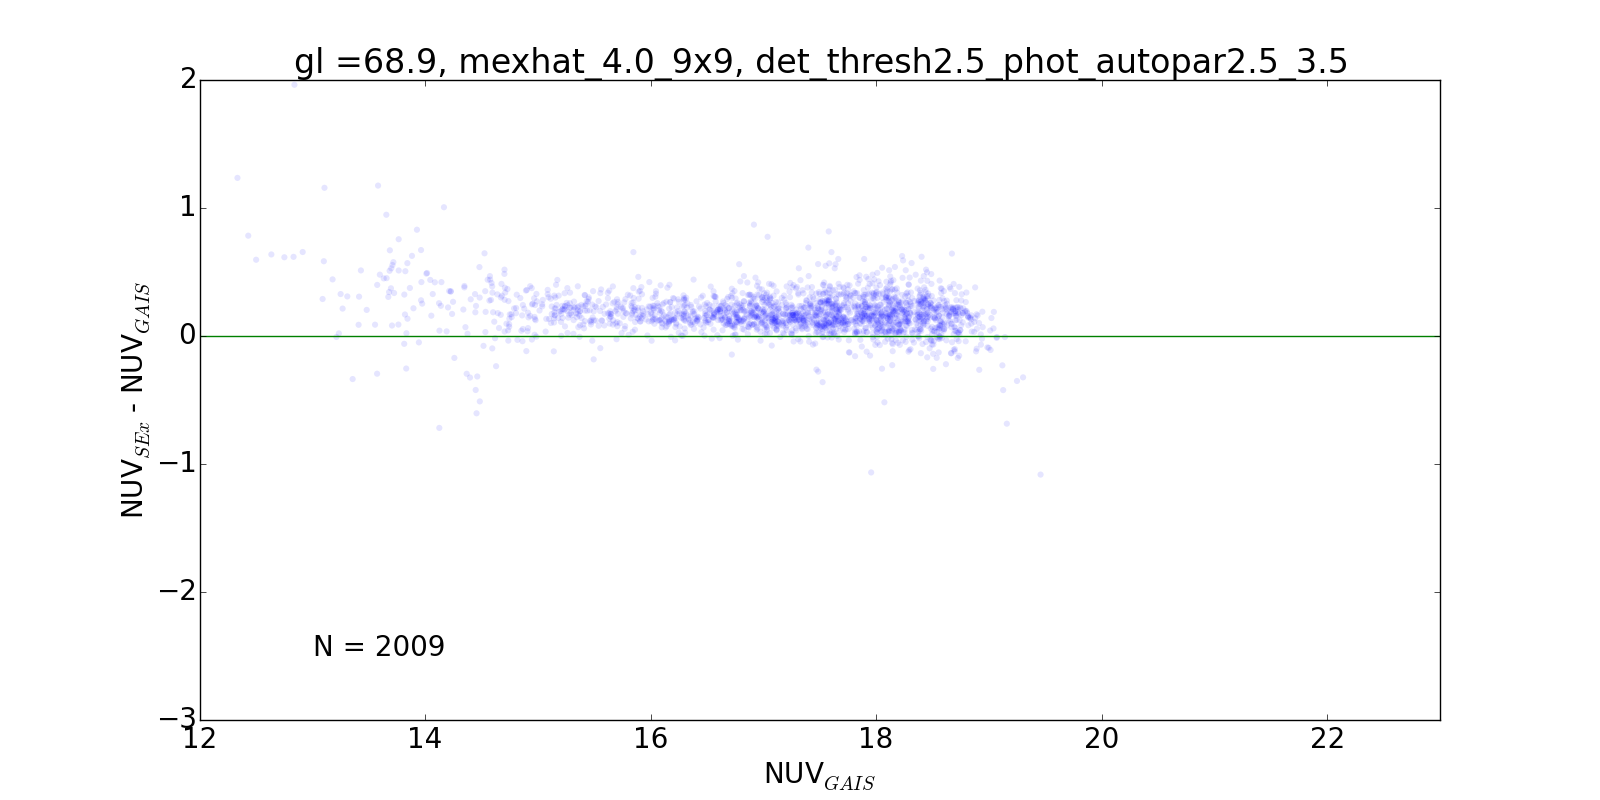 gl =68.9, mexhat_4.0_9x9, det_thresh2.5_phot_autopar2.5_3.5
2
1
0
−1
−2
−3
NUV_SEx - NUV_GAIS
N = 2009
12 14 16 18 20 22
NUV_GAIS